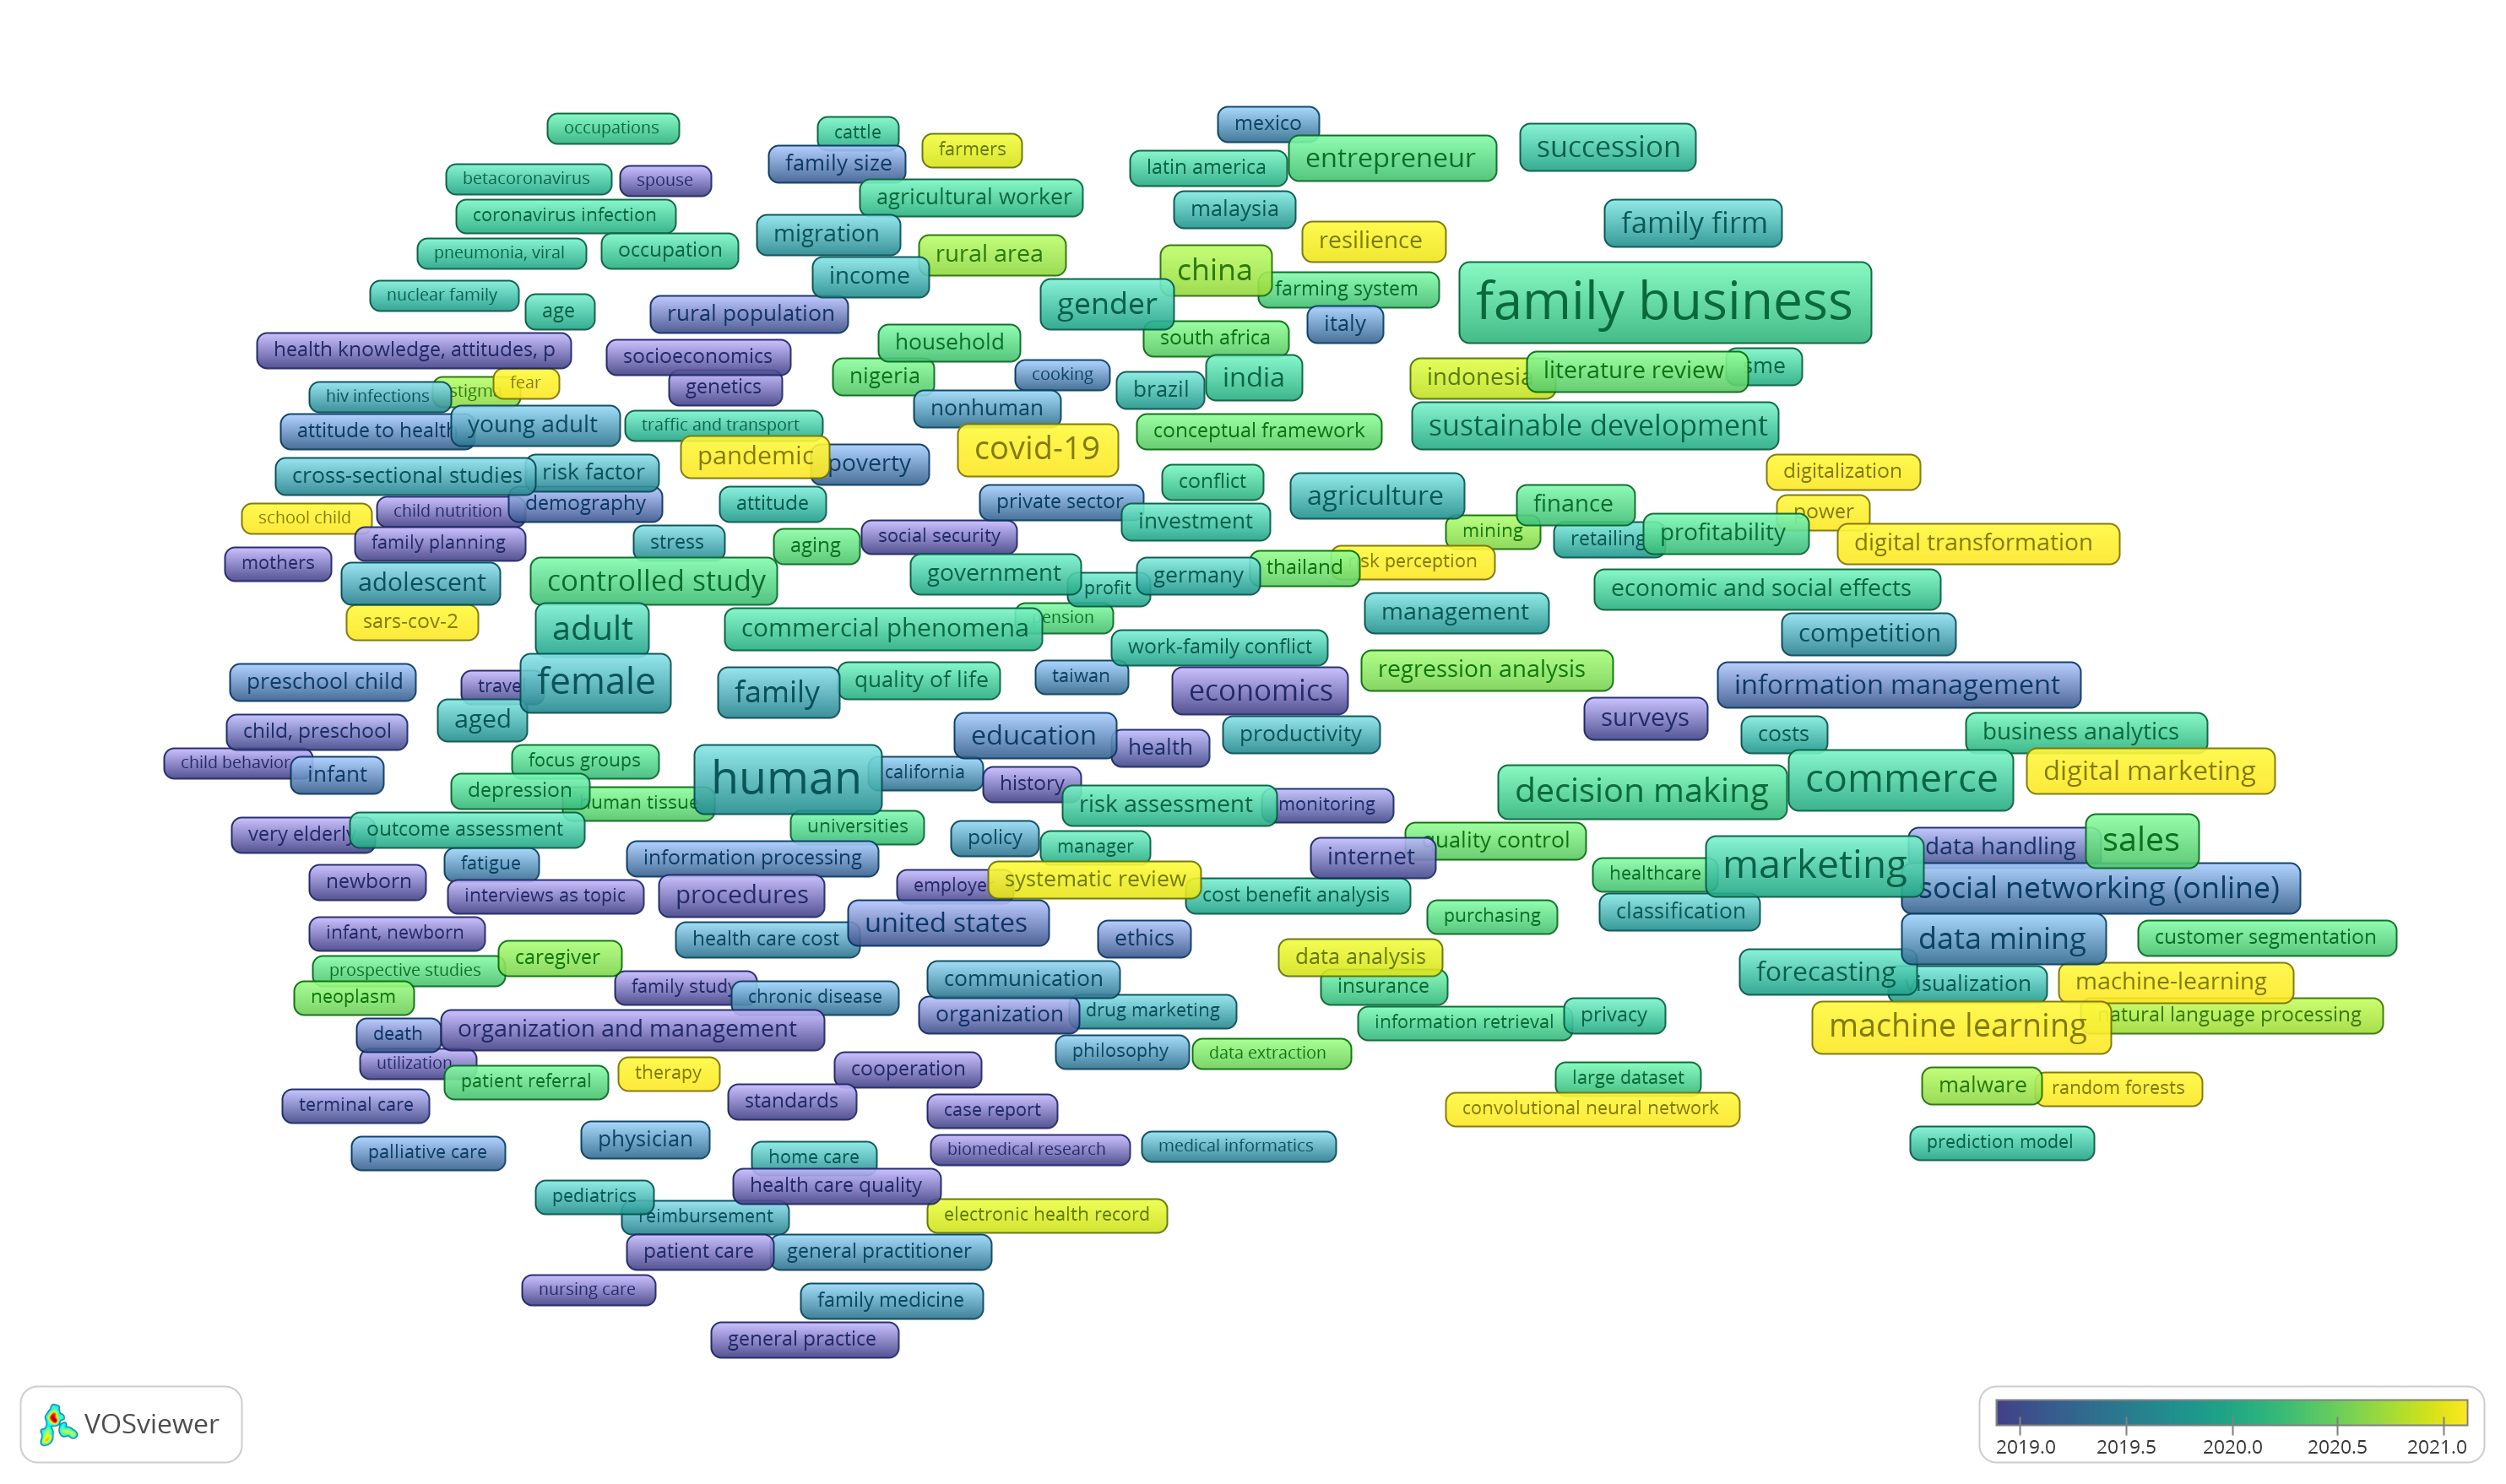 mexico
occupations
cattle
succession
farmers
entrepreneur
family size
latin america
betacoronavirus
spouse
agricultural worker
malaysia
coronavirus infection
family firm
migration
resilience
occupation
pneumonia, viral
rural area
china
income
farming system
nuclear family
family business
gender
age
rural population
italy
south africa
household
health knowledge, attitudes, p
socioeconomics
literature review
sme
cooking
nigeria
india
indonesia
fear
genetics
brazil
stigm
hiv infections
nonhuman
young adult
traffic and transport
sustainable development
attitude to health
conceptual framework
covid-19
pandemic
poverty
digitalization
cross-sectional studies
risk factor
conflict
agriculture
private sector
attitude
demography
finance
child nutrition
power
school child
investment
mining
profitability
retailing
social security
family planning
stress
aging
digital transformation
mothers
risk perception
thailand
government
germany
adolescent
controlled study
profit
economic and social effects
management
pension
sars-cov-2
adult
commercial phenomena
competition
work-family conflict
regression analysis
taiwan
quality of life
preschool child
female
travel
family
economics
information management
surveys
aged
child, preschool
business analytics
education
productivity
costs
health
focus groups
child behavior
digital marketing
infant
california
human
commerce
history
depression
decision making
human tissue
risk assessment
monitoring
universities
outcome assessment
very elderly
policy
sales
quality control
manager
data handling
internet
information processing
fatigue
marketing
healthcare
systematic review
newborn
employe
social networking (online)
interviews as topic
procedures
cost benefit analysis
classification
purchasing
united states
infant, newborn
health care cost
ethics
customer segmentation
data mining
caregiver
data analysis
prospective studies
forecasting
communication
machine-learning
visualization
family study
insurance
neoplasm
chronic disease
drug marketing
organization
natural language processing
privacy
information retrieval
machine learning
organization and management
death
philosophy
data extraction
utilization
cooperation
therapy
large dataset
patient referral
malware
random forests
standards
terminal care
convolutional neural network
case report
physician
prediction model
medical informatics
biomedical research
palliative care
home care
health care quality
pediatrics
reimbursement
electronic health record
patient care
general practitioner
nursing care
family medicine
general practice
VOSviewer
2019.0 2019.5 2020.0 2020.5 2021.0